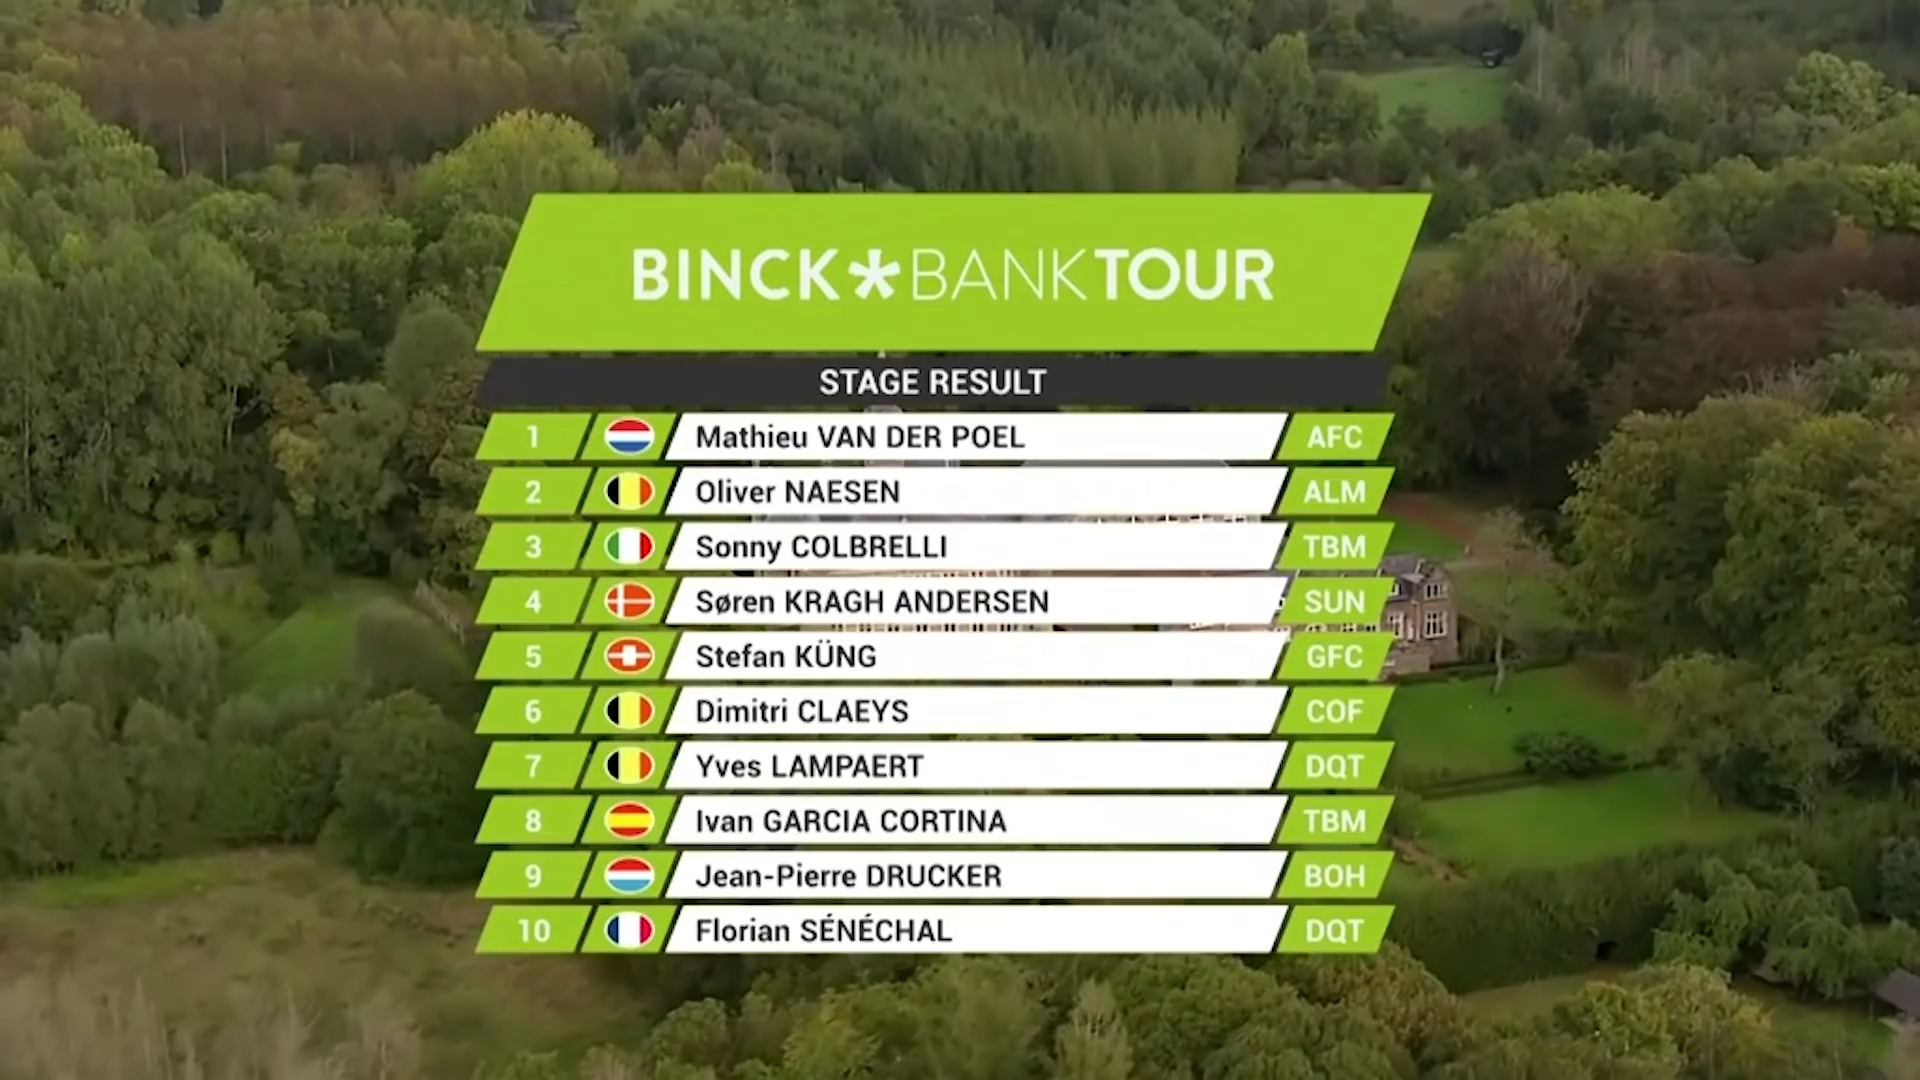 BINCK*BANKTOUR
STAGE RESULT
1 Mathieu VAN DER POEL AFC
2 Oliver NAESEN ALM
3 Sonny COLBRELLI TBM
4 Søren KRAGH ANDERSEN SUN
5 Stefan KÜNG GFC
6 Dimitri CLAEYS COF
7 Yves LAMPAERT DQT
8 Ivan GARCIA CORTINA TBM
9 Jean-Pierre DRUCKER BOH
10 Florian SÉNÉCHAL DQT